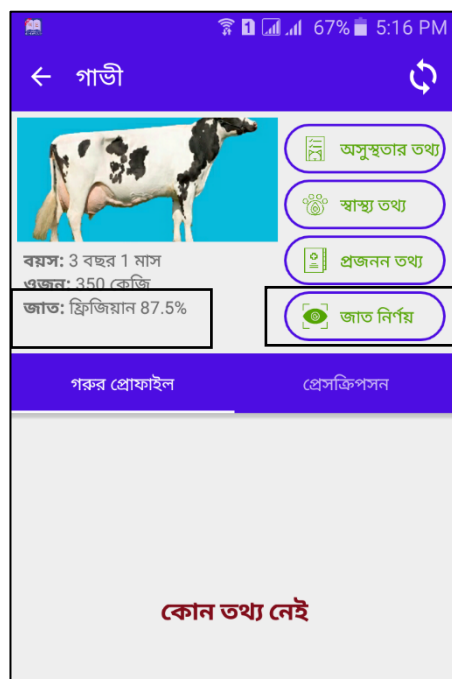 1 67% 5:16 PM
গাভী
অসুস্থতার তথ্য
স্বাস্থ্য তথ্য
প্রজনন তথ্য
জাত নির্ণয়
বয়স: 3 বছর 1 মাস
ওজন: 350 কেজি
জাত: ফ্রিজিয়ান 87.5%
গরুর প্রোফাইল প্রেসক্রিপসন
কোন তথ্য নেই